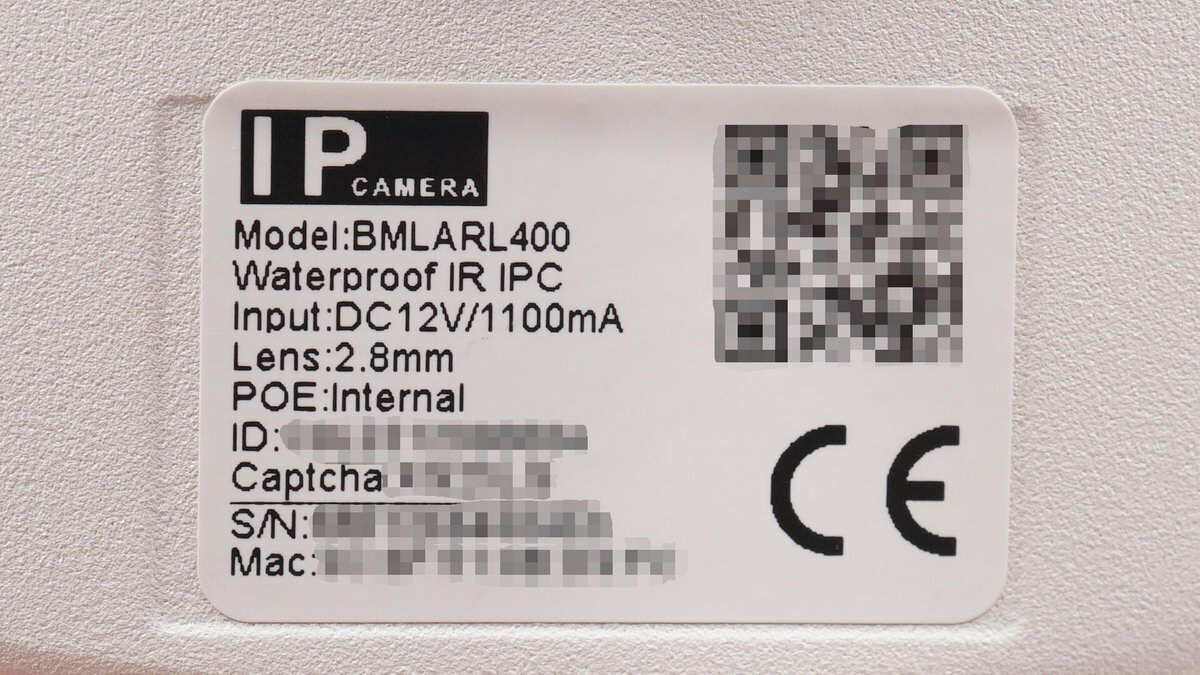 IP CAMERA
Model:BMLARL400
Waterproof IR IPC
Input:DC12V/1100mA
Lens:2.8mm
POE:Internal
ID:
Captcha
S/N:
Mac:
CE